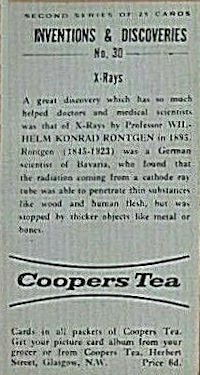 SECOND SERIES OF 25 CARDS
INVENTIONS & DISCOVERIES
No. 30
X-Rays
A great discovery which has so much
helped doctors and medical scientists
was that of X-Rays by Professor WIL-
HELM KONRAD RONTGEN in 1895.
Rontgen (1845-1923) was a German
scientist of Bavaria, who found that
the radiation coming from a cathode ray
tube was able to penetrate thin substances
like wood and human flesh, but was
stopped by thicker objects like metal or
bones.
Coopers Tea
Cards in all packets of Coopers Tea.
Get your picture card album from your
grocer or from Coopers Tea, Herbert
Street, Glasgow, N.W. Price 6d.